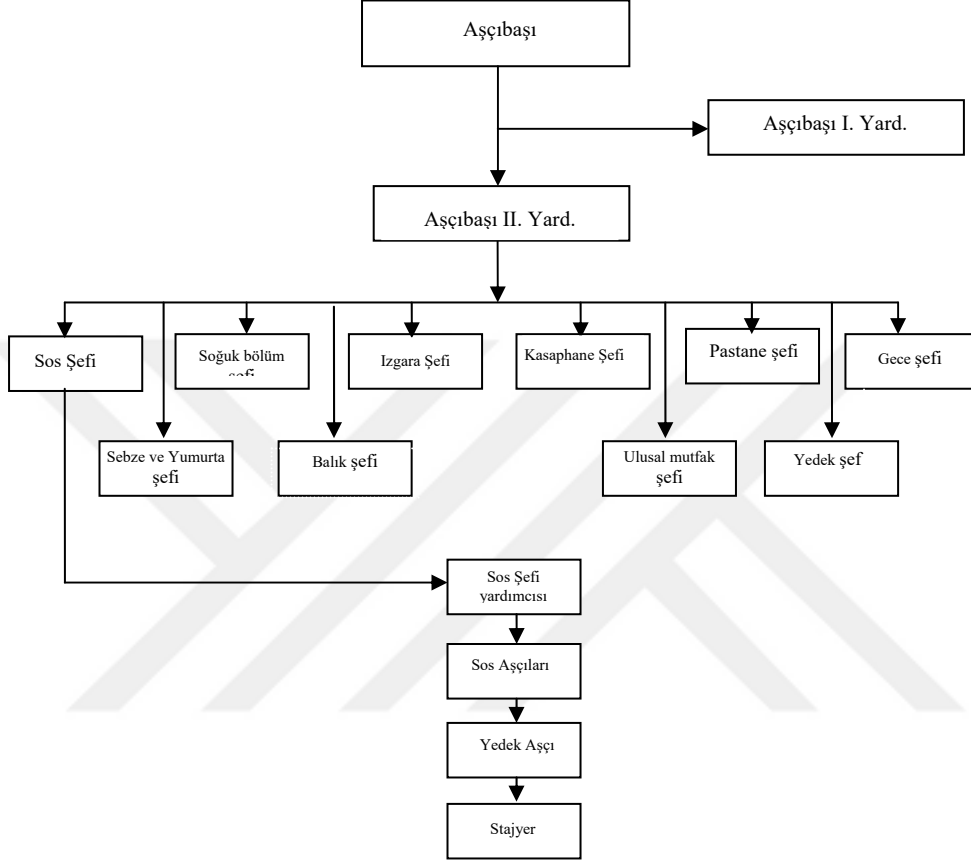 Aşçıbaşı
Aşçıbaşı I. Yard.
Aşçıbaşı II. Yard.
Sos Şefi
Soğuk bölüm
şefi
Izgara Şefi
Kasaphane Şefi
Pastane şefi
Gece şefi
Sebze ve Yumurta
şefi
Balık şefi
Ulusal mutfak
şefi
Yedek şef
Sos Şefi
yardımcısı
Sos Aşçıları
Yedek Aşçı
Stajyer